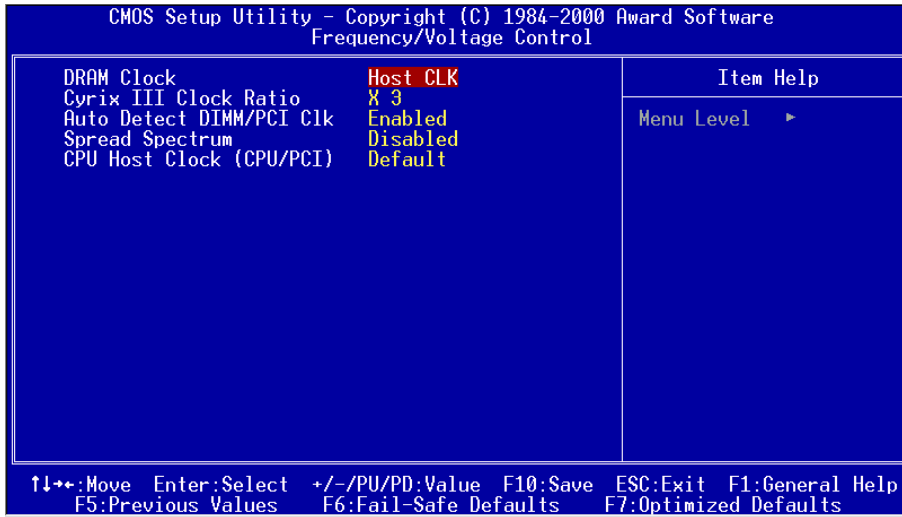 CMOS Setup Utility – Copyright (C) 1984–2000 Award Software
Frequency/Voltage Control
DRAM Clock Host CLK
Cyrix III Clock Ratio X 3
Auto Detect DIMM/PCI Clk Enabled
Spread Spectrum Disabled
CPU Host Clock (CPU/PCI) Default
Item Help
Menu Level ►
↑↓→←:Move Enter:Select +/-/PU/PD:Value F10:Save ESC:Exit F1:General Help
F5:Previous Values F6:Fail-Safe Defaults F7:Optimized Defaults